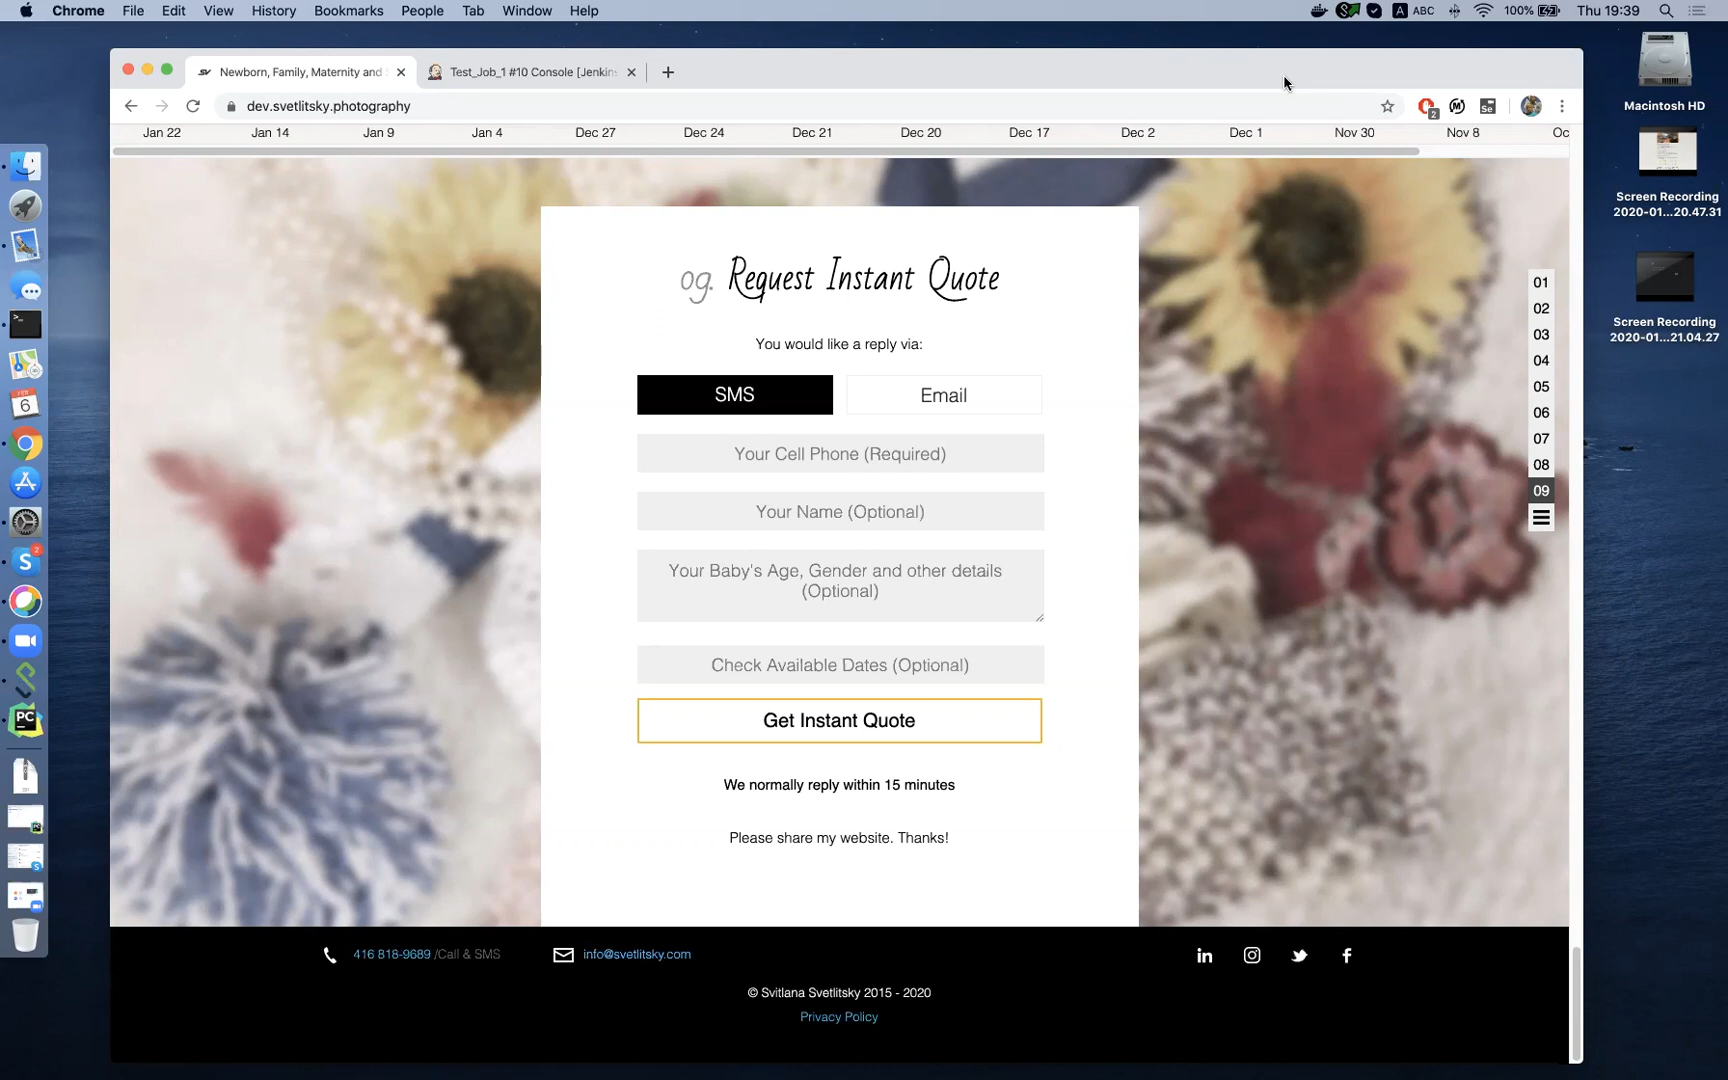 Chrome File Edit View History Bookmarks People Tab Window Help
A ABC 100% Thu 19:39
Newborn, Family, Maternity and
Test_Job_1 #10 Console [Jenkins
dev.svetlitsky.photography
2
Se
Jan 22 Jan 14 Jan 9 Jan 4 Dec 27 Dec 24 Dec 21 Dec 20 Dec 17 Dec 2 Dec 1 Nov 30 Nov 8 Oc
Macintosh HD
Screen Recording
2020-01...20.47.31
Screen Recording
2020-01...21.04.27
09. Request Instant Quote
You would like a reply via:
SMS Email
Your Cell Phone (Required)
Your Name (Optional)
Your Baby's Age, Gender and other details
(Optional)
Check Available Dates (Optional)
Get Instant Quote
We normally reply within 15 minutes
Please share my website. Thanks!
01
02
03
04
05
06
07
08
09
416 818-9689 /Call & SMS
info@svetlitsky.com
© Svitlana Svetlitsky 2015 - 2020
Privacy Policy
FEB
6
S
2
PC